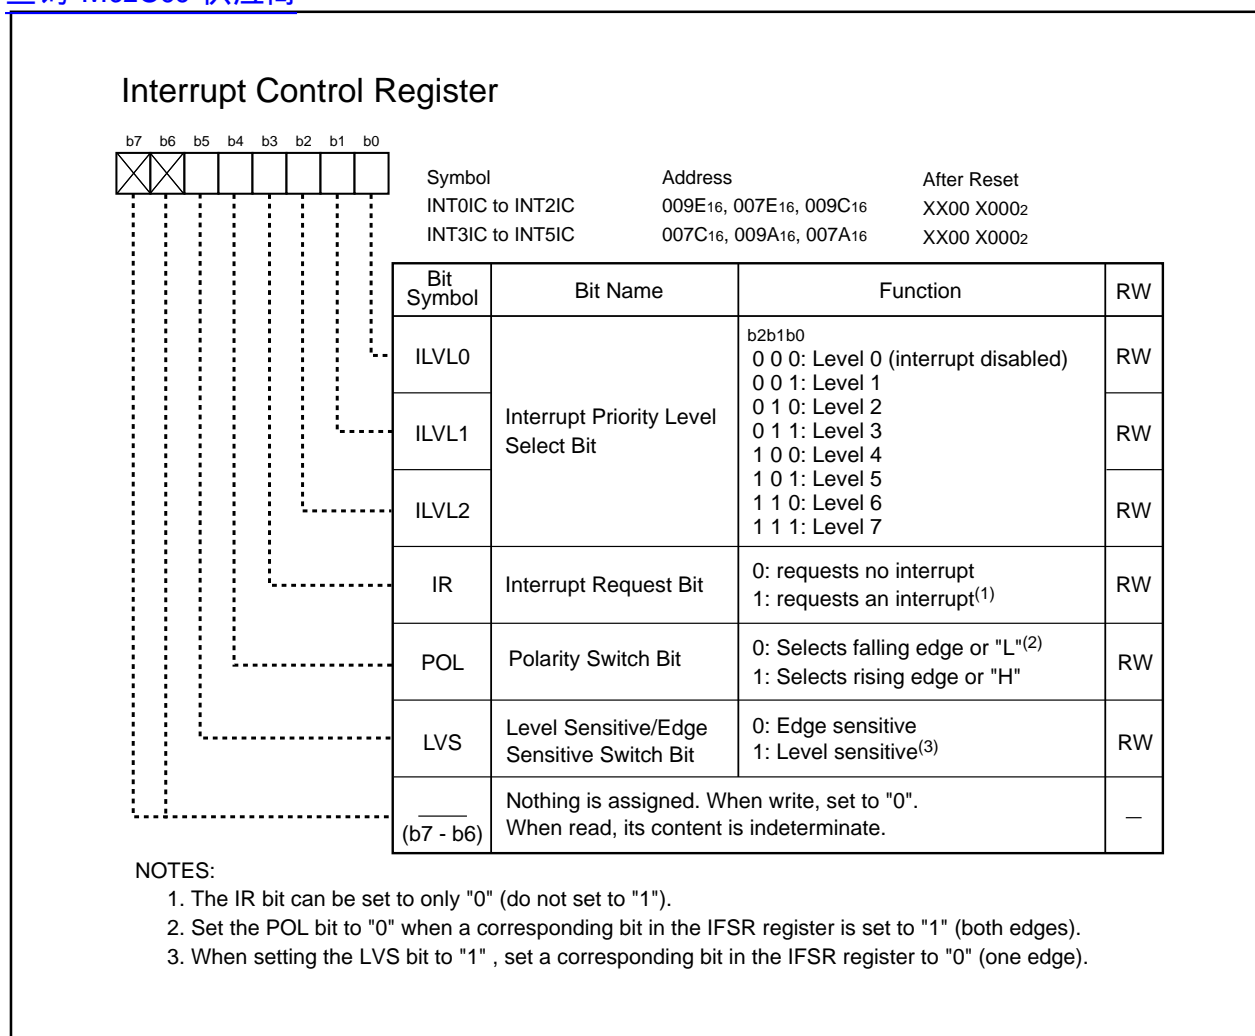 Interrupt Control Register
b7 b6 b5 b4 b3 b2 b1 b0
Symbol Address After Reset
INT0IC to INT2IC 009E16, 007E16, 009C16 XX00 X0002
INT3IC to INT5IC 007C16, 009A16, 007A16 XX00 X0002
Bit Symbol Bit Name Function RW
ILVL0 RW
ILVL1 RW
ILVL2 RW
Interrupt Priority Level
Select Bit
b2b1b0
0 0 0: Level 0 (interrupt disabled)
0 0 1: Level 1
0 1 0: Level 2
0 1 1: Level 3
1 0 0: Level 4
1 0 1: Level 5
1 1 0: Level 6
1 1 1: Level 7
IR Interrupt Request Bit RW
0: requests no interrupt
1: requests an interrupt(1)
POL Polarity Switch Bit RW
0: Selects falling edge or "L"(2)
1: Selects rising edge or "H"
LVS RW
Level Sensitive/Edge
Sensitive Switch Bit
0: Edge sensitive
1: Level sensitive(3)
(b7 - b6) —
Nothing is assigned. When write, set to "0".
When read, its content is indeterminate.
NOTES:
1. The IR bit can be set to only "0" (do not set to "1").
2. Set the POL bit to "0" when a corresponding bit in the IFSR register is set to "1" (both edges).
3. When setting the LVS bit to "1" , set a corresponding bit in the IFSR register to "0" (one edge).